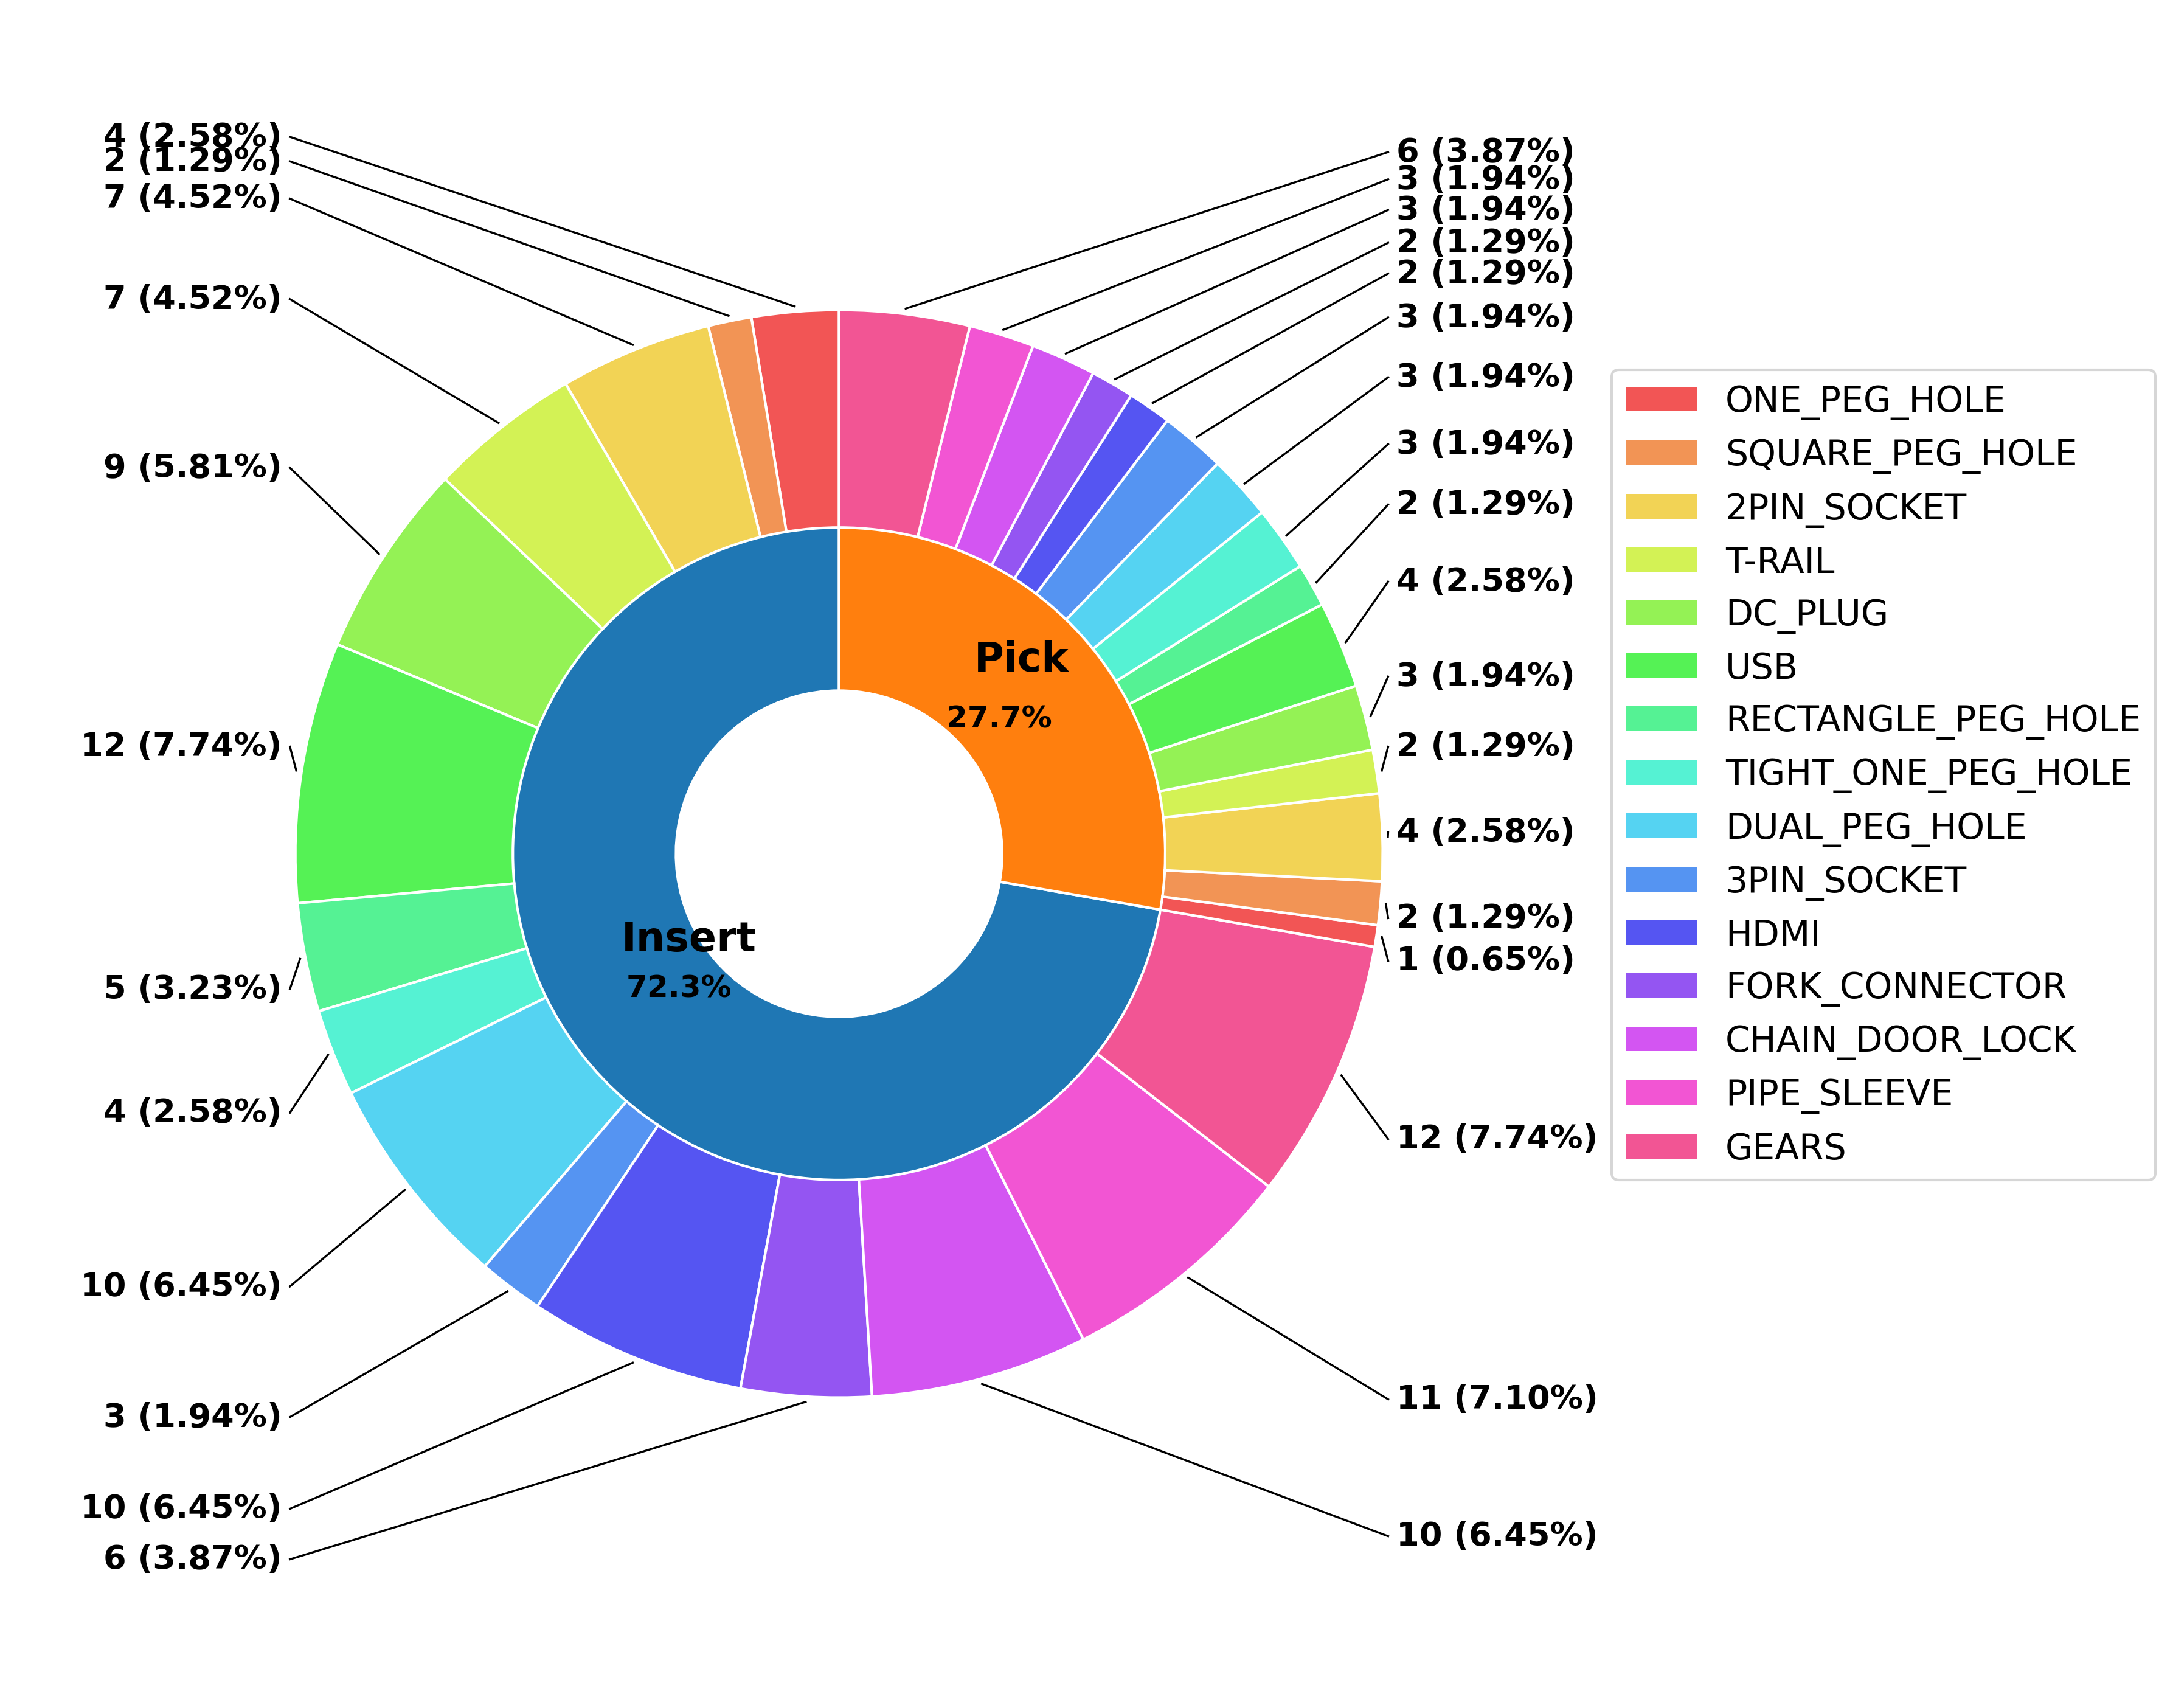 4 (2.58%)
2 (1.29%)
7 (4.52%)
7 (4.52%)
9 (5.81%)
12 (7.74%)
5 (3.23%)
4 (2.58%)
10 (6.45%)
3 (1.94%)
10 (6.45%)
6 (3.87%)
Pick
27.7%
Insert
72.3%
6 (3.87%)
3 (1.94%)
3 (1.94%)
2 (1.29%)
2 (1.29%)
3 (1.94%)
3 (1.94%)
3 (1.94%)
2 (1.29%)
4 (2.58%)
3 (1.94%)
2 (1.29%)
4 (2.58%)
2 (1.29%)
1 (0.65%)
12 (7.74%)
11 (7.10%)
10 (6.45%)
ONE_PEG_HOLE
SQUARE_PEG_HOLE
2PIN_SOCKET
T-RAIL
DC_PLUG
USB
RECTANGLE_PEG_HOLE
TIGHT_ONE_PEG_HOLE
DUAL_PEG_HOLE
3PIN_SOCKET
HDMI
FORK_CONNECTOR
CHAIN_DOOR_LOCK
PIPE_SLEEVE
GEARS